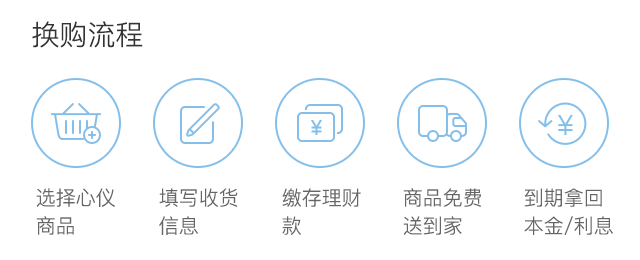 换购流程
选择心仪
商品
填写收货
信息
缴存理财
款
商品免费
送到家
到期拿回
本金/利息